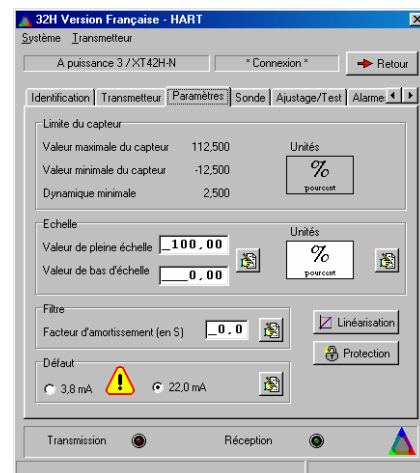 32H Version Française - HART
Système Transmetteur
A puissance 3 / XT42H-N * Connexion * Retour
Identification Transmetteur Paramètres Sonde Ajustage/Test Alarme
Limite du capteur
Valeur maximale du capteur 112,500 Unités
Valeur minimale du capteur -12,500 %
Dynamique minimale 2,500 pourcent
Echelle
Unités
Valeur de pleine échelle _100,00 %
Valeur de bas d'échelle ___0,00 pourcent
Filtre
Facteur d'amortissement (en S) _0,0 Linéarisation
Protection
Défaut
3,8 mA ! 22,0 mA
Transmission Réception